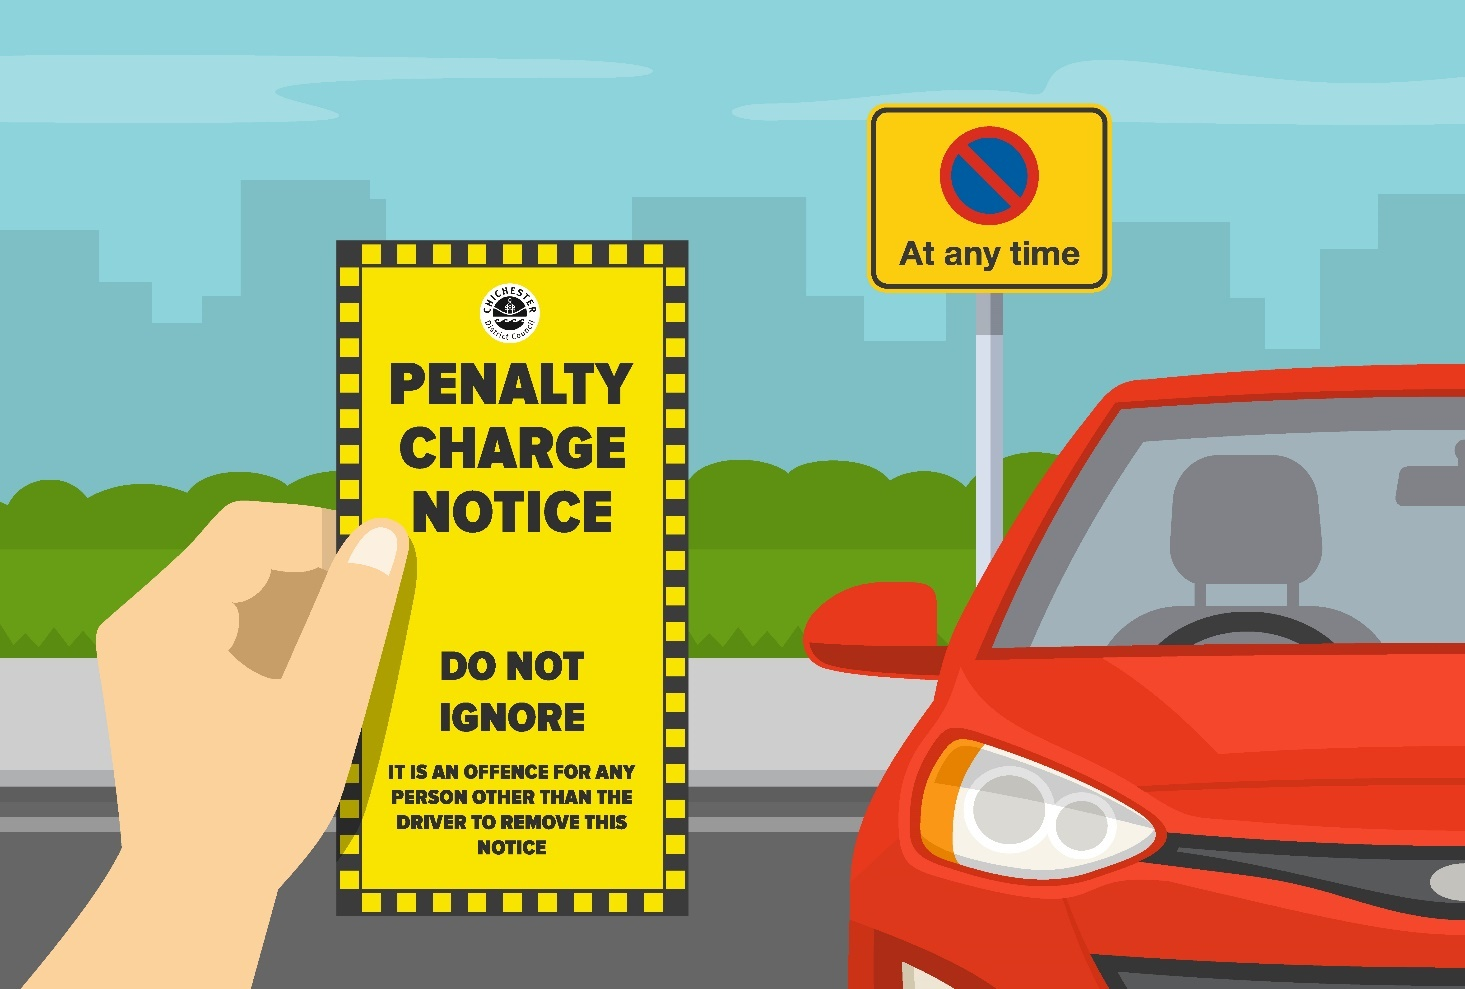 CHICHESTER
District Council
PENALTY
CHARGE
NOTICE
DO NOT
IGNORE
IT IS AN OFFENCE FOR ANY
PERSON OTHER THAN THE
DRIVER TO REMOVE THIS
NOTICE
At any time